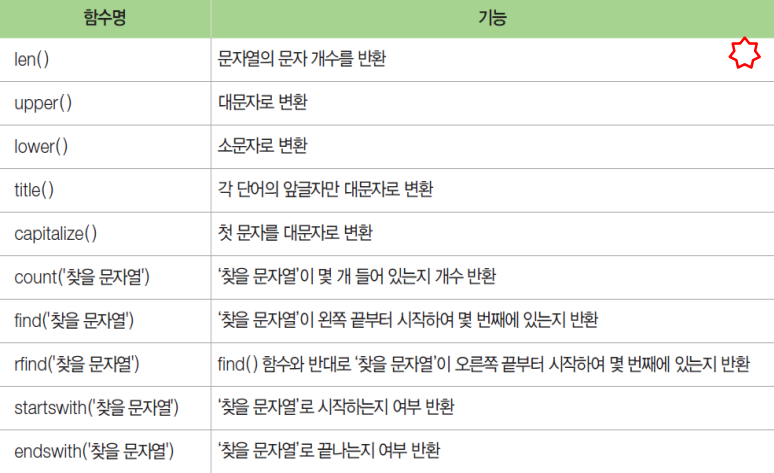 함수명 기능
len() 문자열의 문자 개수를 반환
upper() 대문자로 변환
lower() 소문자로 변환
title() 각 단어의 앞글자만 대문자로 변환
capitalize() 첫 문자를 대문자로 변환
count('찾을 문자열') ‘찾을 문자열’이 몇 개 들어 있는지 개수 반환
find('찾을 문자열') ‘찾을 문자열’이 왼쪽 끝부터 시작하여 몇 번째에 있는지 반환
rfind('찾을 문자열') find() 함수와 반대로 ‘찾을 문자열’이 오른쪽 끝부터 시작하여 몇 번째에 있는지 반환
startswith('찾을 문자열') ‘찾을 문자열’로 시작하는지 여부 반환
endswith('찾을 문자열') ‘찾을 문자열’로 끝나는지 여부 반환